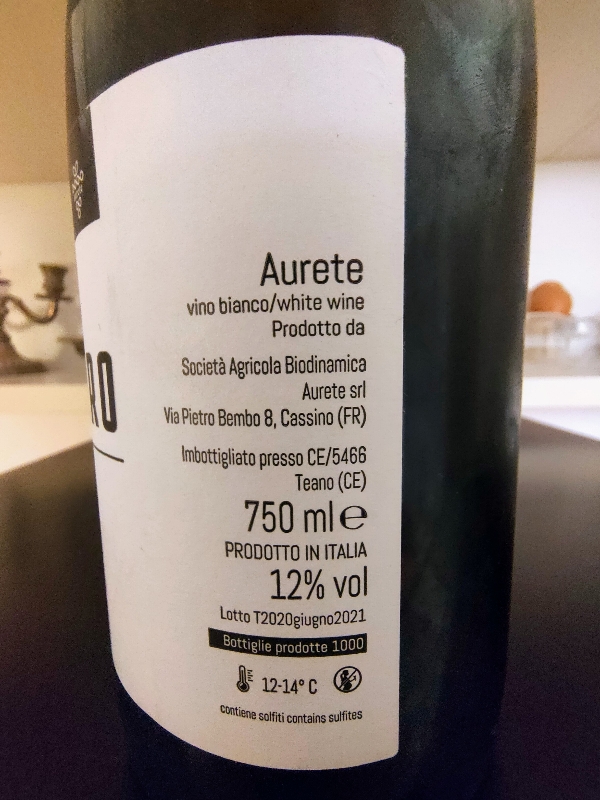 Aurete
vino bianco/white wine
Prodotto da
Società Agricola Biodinamica
Aurete srl
Via Pietro Bembo 8, Cassino (FR)
Imbottigliato presso CE/5466
Teano (CE)
750 ml ℮
PRODOTTO IN ITALIA
12% vol
Lotto T2020giugno2021
Bottiglie prodotte 1000
12-14° C
contiene solfiti contains sulfites